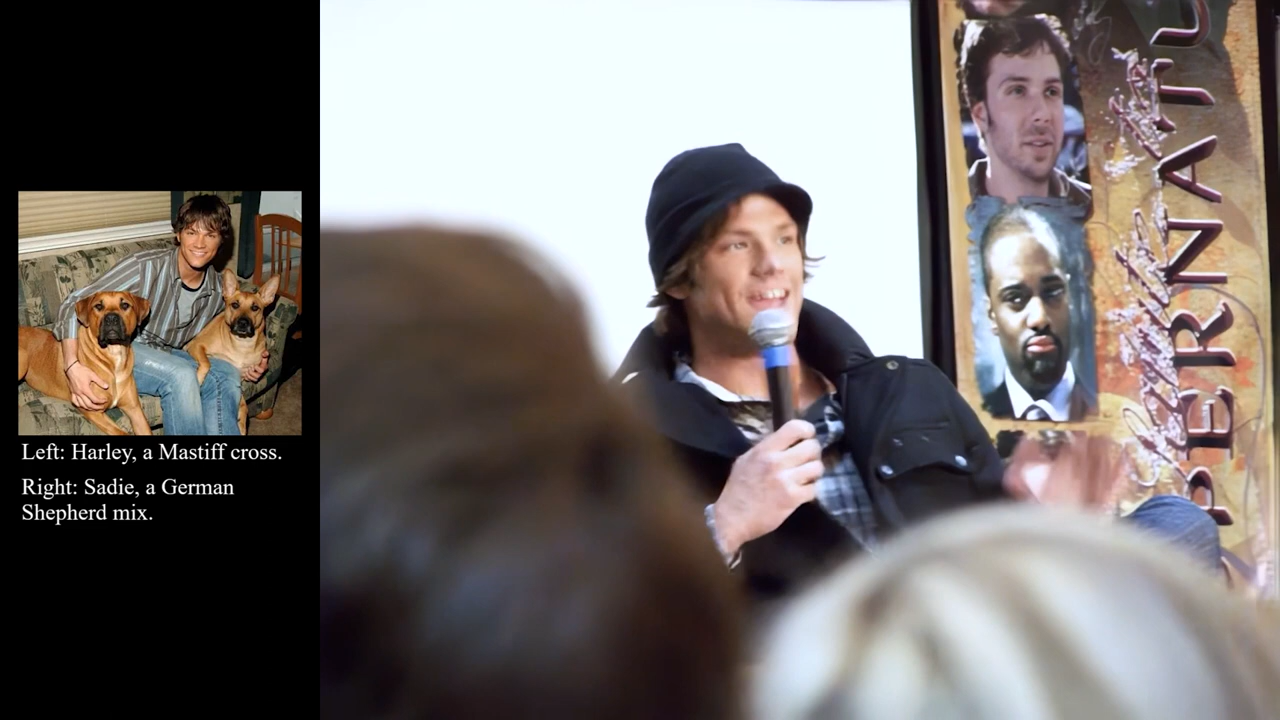 Left: Harley, a Mastiff cross.
Right: Sadie, a German
Shepherd mix.
PERNATU